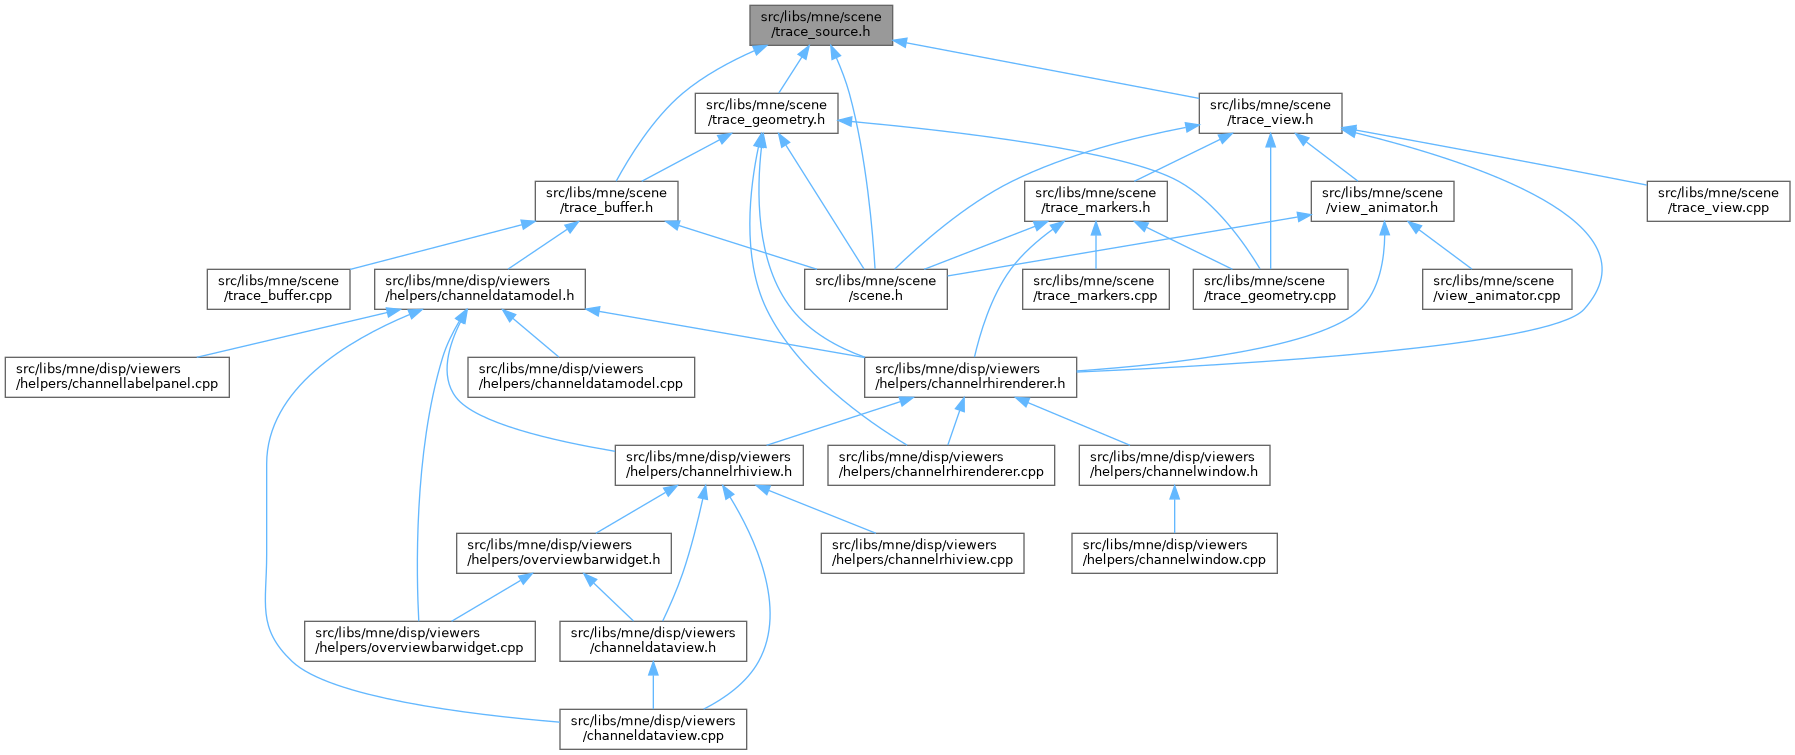 src/libs/mne/scene
/trace_source.h
src/libs/mne/scene
/trace_geometry.h
src/libs/mne/scene
/trace_view.h
src/libs/mne/scene
/trace_buffer.h
src/libs/mne/scene
/trace_markers.h
src/libs/mne/scene
/view_animator.h
src/libs/mne/scene
/trace_view.cpp
src/libs/mne/scene
/trace_buffer.cpp
src/libs/mne/disp/viewers
/helpers/channeldatamodel.h
src/libs/mne/scene
/scene.h
src/libs/mne/scene
/trace_markers.cpp
src/libs/mne/scene
/trace_geometry.cpp
src/libs/mne/scene
/view_animator.cpp
src/libs/mne/disp/viewers
/helpers/channellabelpanel.cpp
src/libs/mne/disp/viewers
/helpers/channeldatamodel.cpp
src/libs/mne/disp/viewers
/helpers/channelrhirenderer.h
src/libs/mne/disp/viewers
/helpers/channelrhiview.h
src/libs/mne/disp/viewers
/helpers/channelrhirenderer.cpp
src/libs/mne/disp/viewers
/helpers/channelwindow.h
src/libs/mne/disp/viewers
/helpers/overviewbarwidget.h
src/libs/mne/disp/viewers
/helpers/channelrhiview.cpp
src/libs/mne/disp/viewers
/helpers/channelwindow.cpp
src/libs/mne/disp/viewers
/helpers/overviewbarwidget.cpp
src/libs/mne/disp/viewers
/channeldataview.h
src/libs/mne/disp/viewers
/channeldataview.cpp